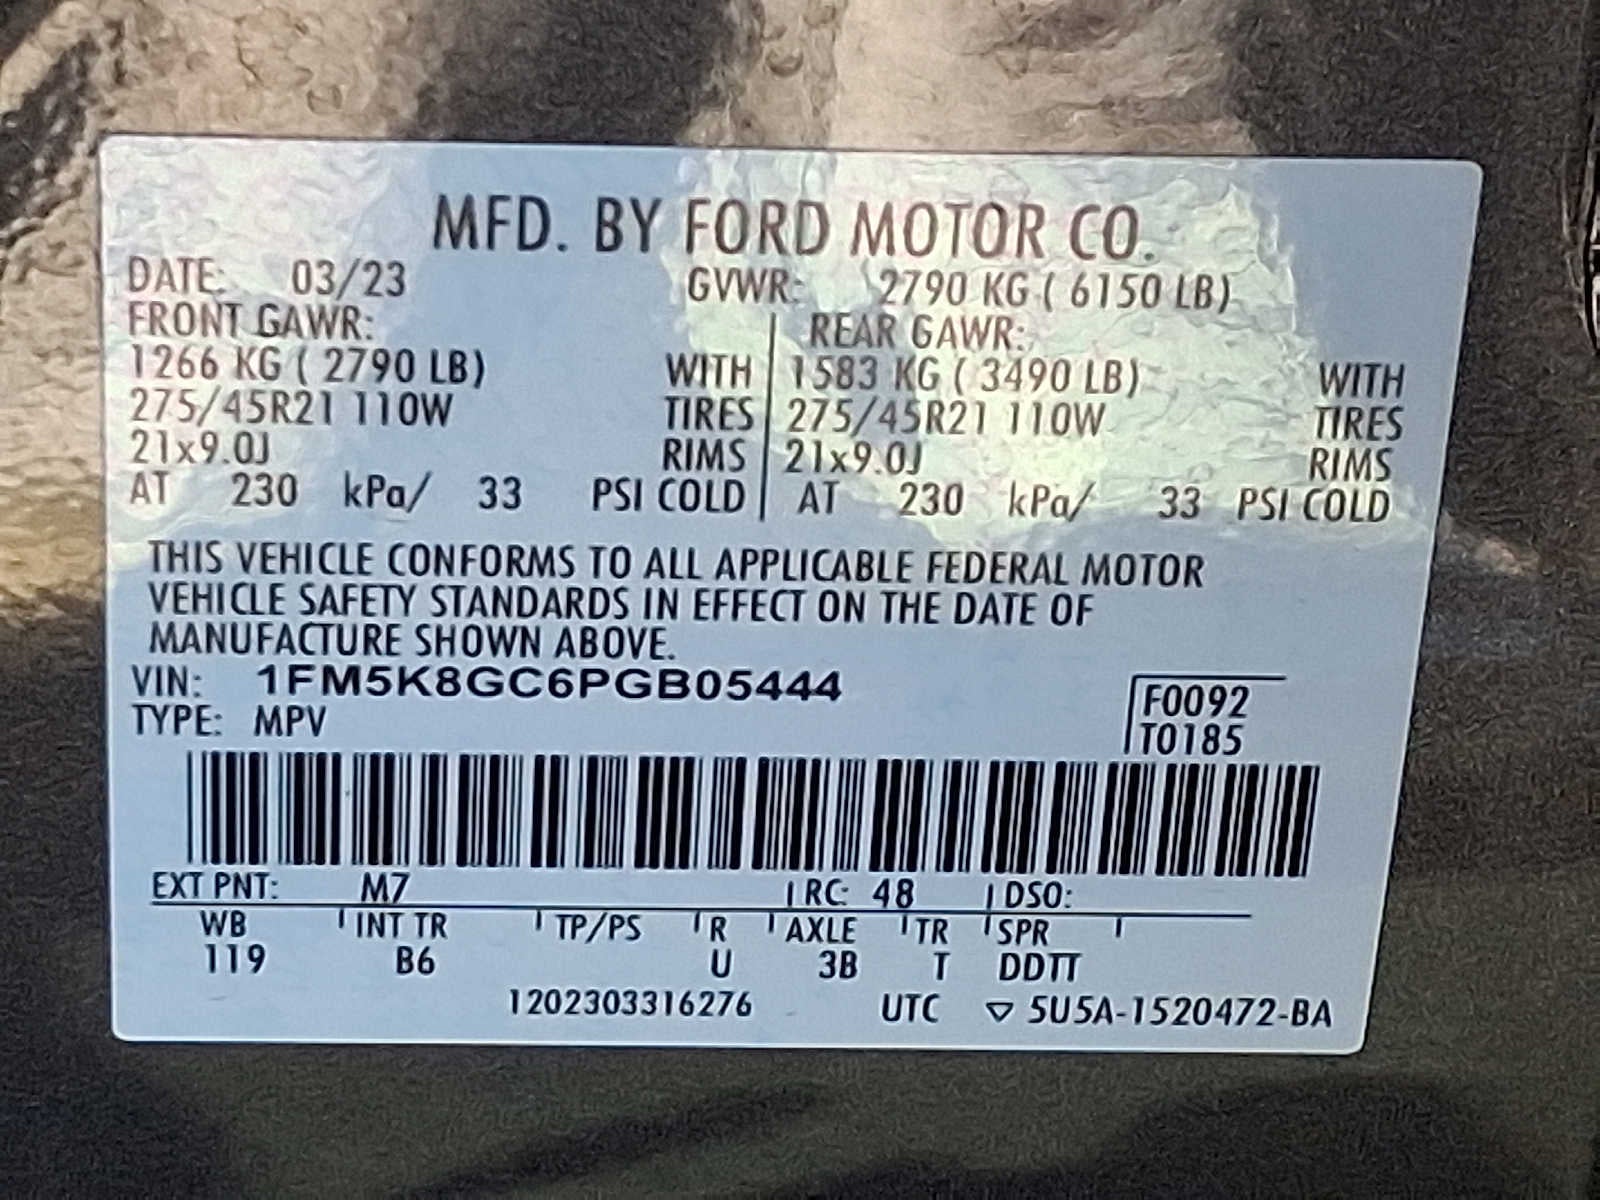 MFD. BY FORD MOTOR CO.
DATE: 03/23 GVWR: 2790 KG ( 6150 LB)
FRONT GAWR: REAR GAWR:
1266 KG ( 2790 LB) WITH 1583 KG ( 3490 LB) WITH
275/45R21 110W TIRES 275/45R21 110W TIRES
21x9.0J RIMS 21x9.0J RIMS
AT 230 kPa/ 33 PSI COLD AT 230 kPa/ 33 PSI COLD
THIS VEHICLE CONFORMS TO ALL APPLICABLE FEDERAL MOTOR
VEHICLE SAFETY STANDARDS IN EFFECT ON THE DATE OF
MANUFACTURE SHOWN ABOVE.
VIN: 1FM5K8GC6PGB05444 F0092
TYPE: MPV T0185
EXT PNT: M7 RC: 48 DSO:
WB INT TR TP/PS R AXLE TR SPR
119 B6 U 3B T DDTT
1202303316276 UTC ▽ 5U5A-1520472-BA